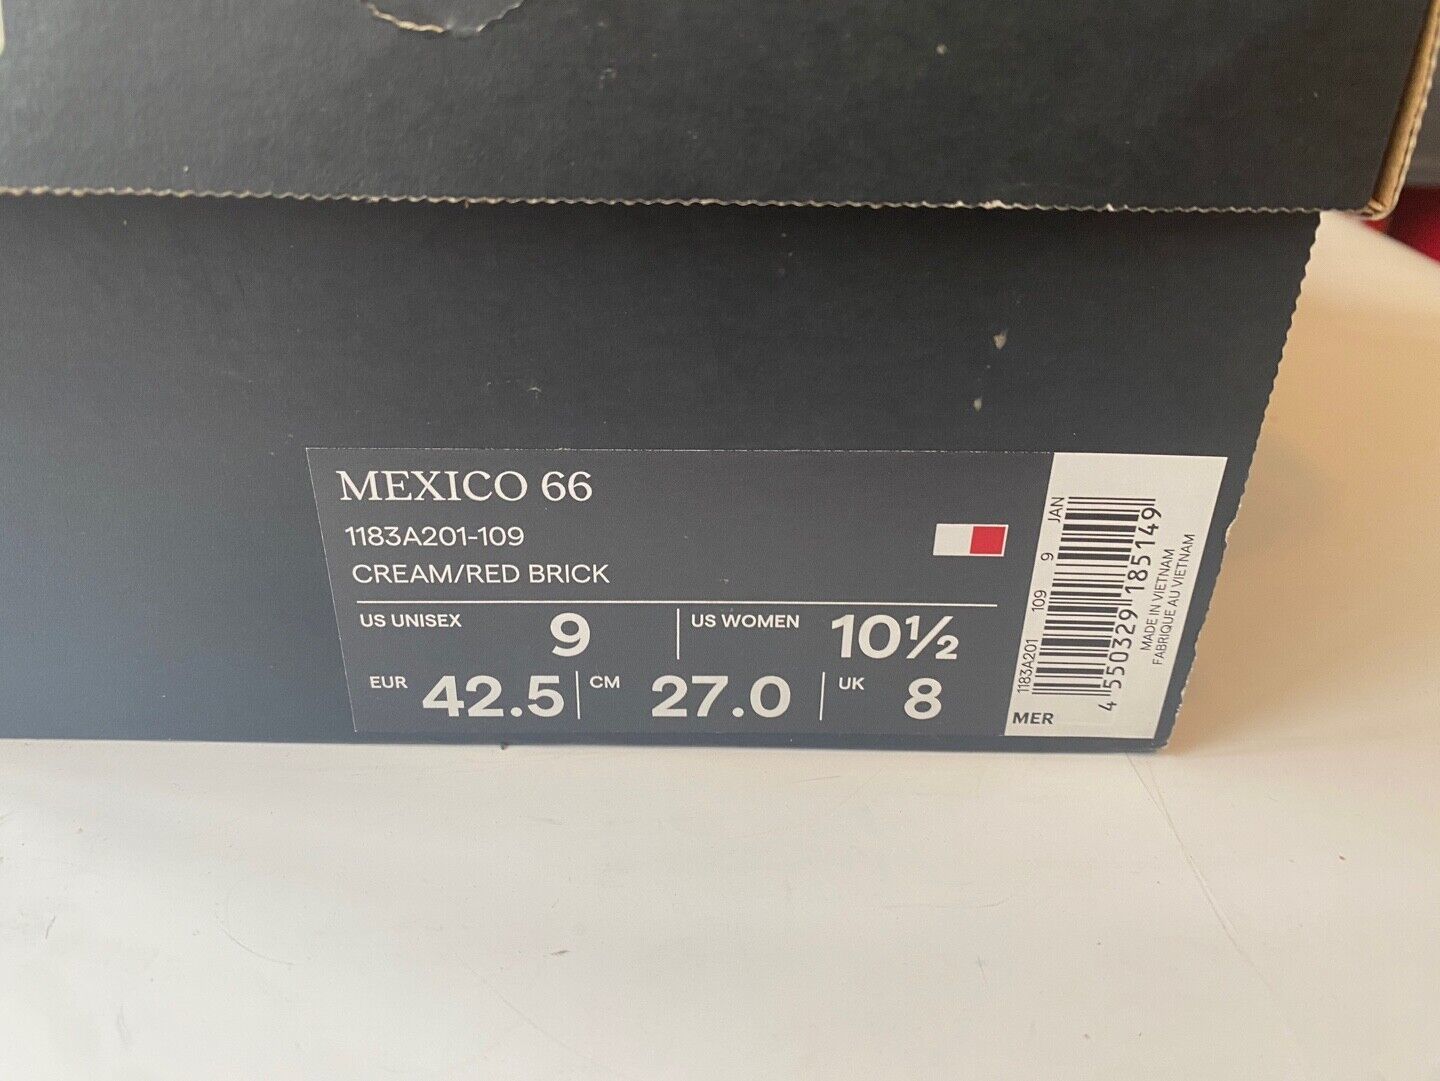 MEXICO 66
1183A201-109
CREAM/RED BRICK
US UNISEX 9 US WOMEN 10½
EUR 42.5 CM 27.0 UK 8
1183A201 109 9 JAN
4 550329 185149
MADE IN VIETNAM
FABRIQUE AU VIETNAM
MER